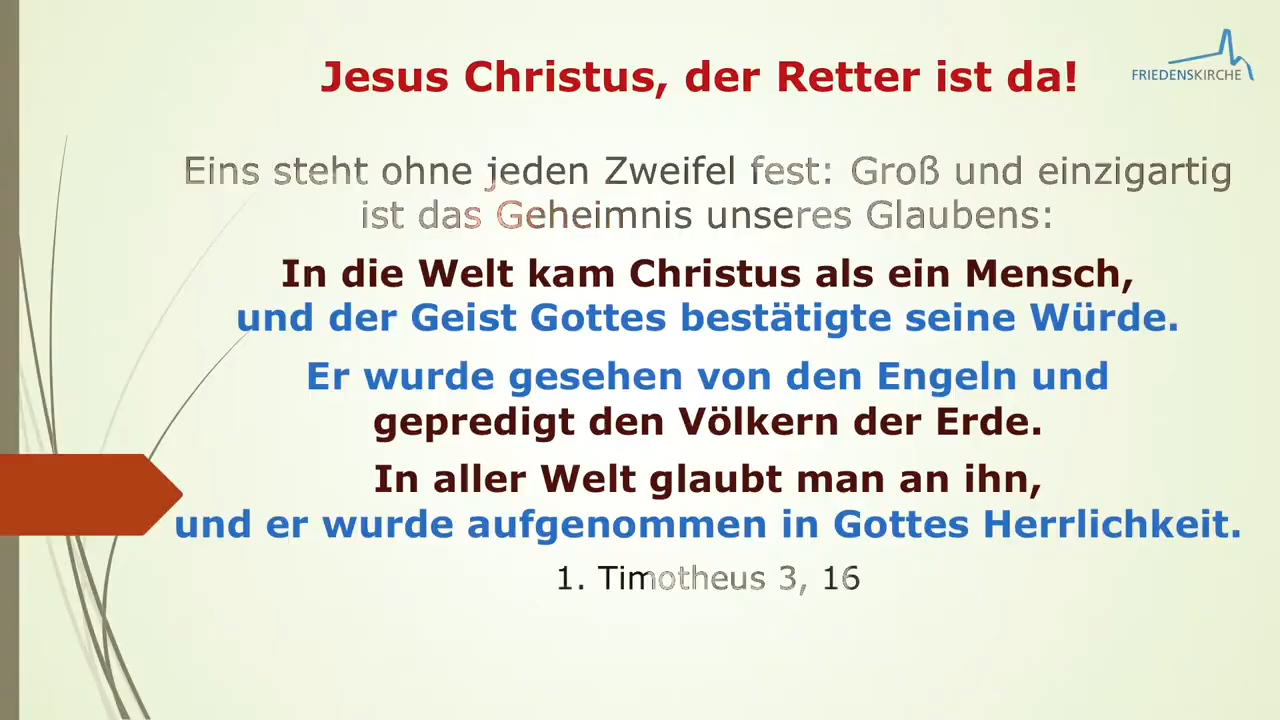 Jesus Christus, der Retter ist da!
FRIEDENSKIRCHE
Eins steht ohne jeden Zweifel fest: Groß und einzigartig
ist das Geheimnis unseres Glaubens:
In die Welt kam Christus als ein Mensch,
und der Geist Gottes bestätigte seine Würde.
Er wurde gesehen von den Engeln und
gepredigt den Völkern der Erde.
In aller Welt glaubt man an ihn,
und er wurde aufgenommen in Gottes Herrlichkeit.
1. Timotheus 3, 16